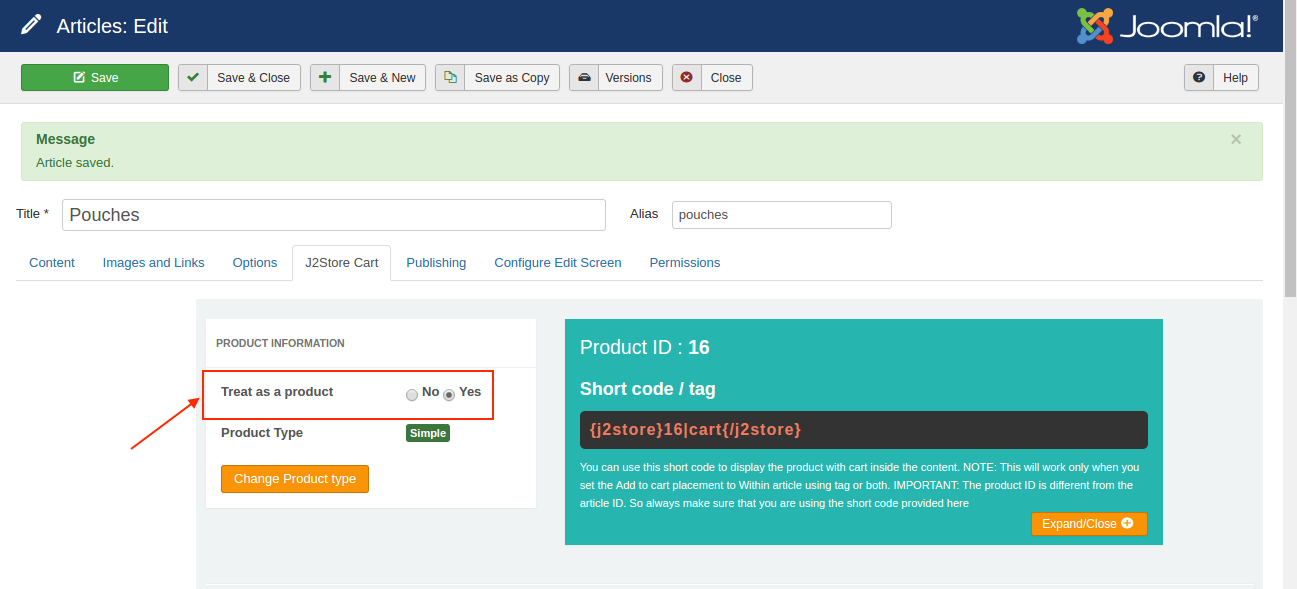 Articles: Edit
Joomla!®
Save
Save & Close
Save & New
Save as Copy
Versions
Close
Help
Message
×
Article saved.
Title *
Pouches
Alias
pouches
Content
Images and Links
Options
J2Store Cart
Publishing
Configure Edit Screen
Permissions
PRODUCT INFORMATION
Treat as a product
No
Yes
Product Type
Simple
Change Product type
Product ID : 16
Short code / tag
{j2store}16|cart{/j2store}
You can use this short code to display the product with cart inside the content. NOTE: This will work only when you
set the Add to cart placement to Within article using tag or both. IMPORTANT: The product ID is different from the
article ID. So always make sure that you are using the short code provided here
Expand/Close